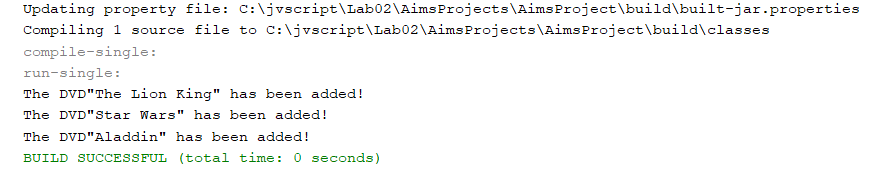 Updating property file: C:\jvscript\Lab02\AimsProjects\AimsProject\build\built-jar.properties
Compiling 1 source file to C:\jvscript\Lab02\AimsProjects\AimsProject\build\classes
compile-single:
run-single:
The DVD"The Lion King" has been added!
The DVD"Star Wars" has been added!
The DVD"Aladdin" has been added!
BUILD SUCCESSFUL (total time: 0 seconds)